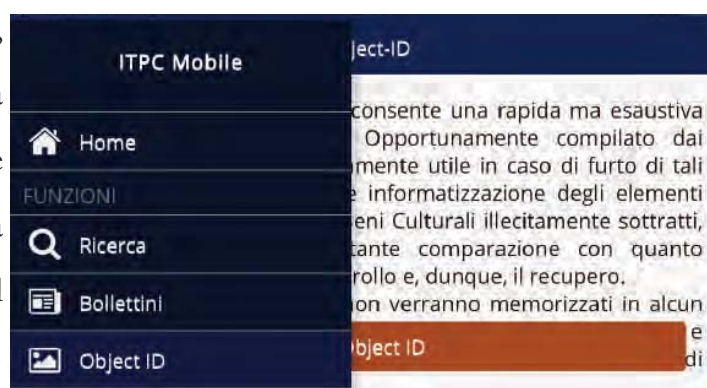 ITPC Mobile
Home
FUNZIONI
Ricerca
Bollettini
Object ID
ject-ID
consente una rapida ma esaustiva
Opportunamente compilato dai
mente utile in caso di furto di tali
e informatizzazione degli elementi
eni Culturali illecitamente sottratti,
tante comparazione con quanto
rollo e, dunque, il recupero.
on verranno memorizzati in alcun
e
bject ID
di